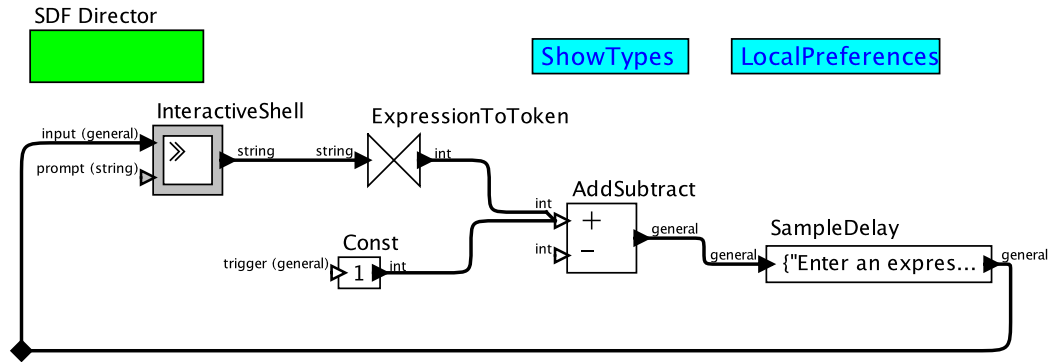 SDF Director
ShowTypes
LocalPreferences
InteractiveShell
ExpressionToToken
input (general)
string
string
int
prompt (string)
AddSubtract
int
+
general
SampleDelay
Const
int
−
general
{"Enter an expres...
general
trigger (general)
1
int